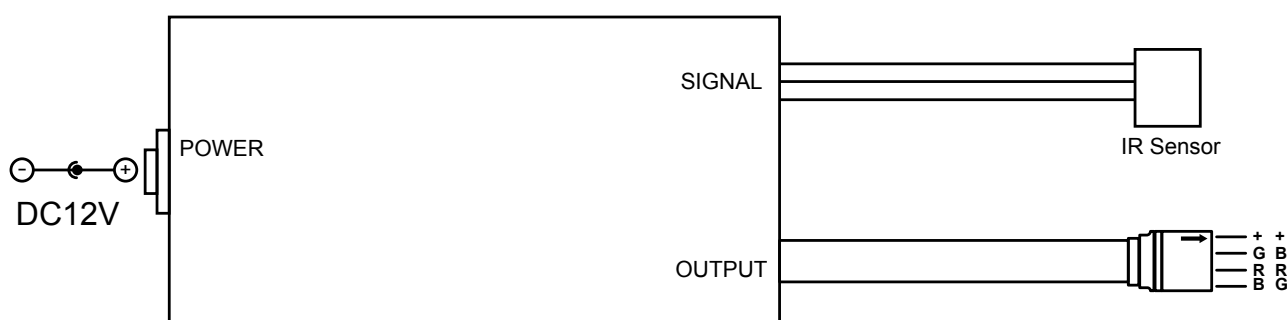 SIGNAL
IR Sensor
POWER
- +
DC12V
OUTPUT
+ +
G B
R R
B G